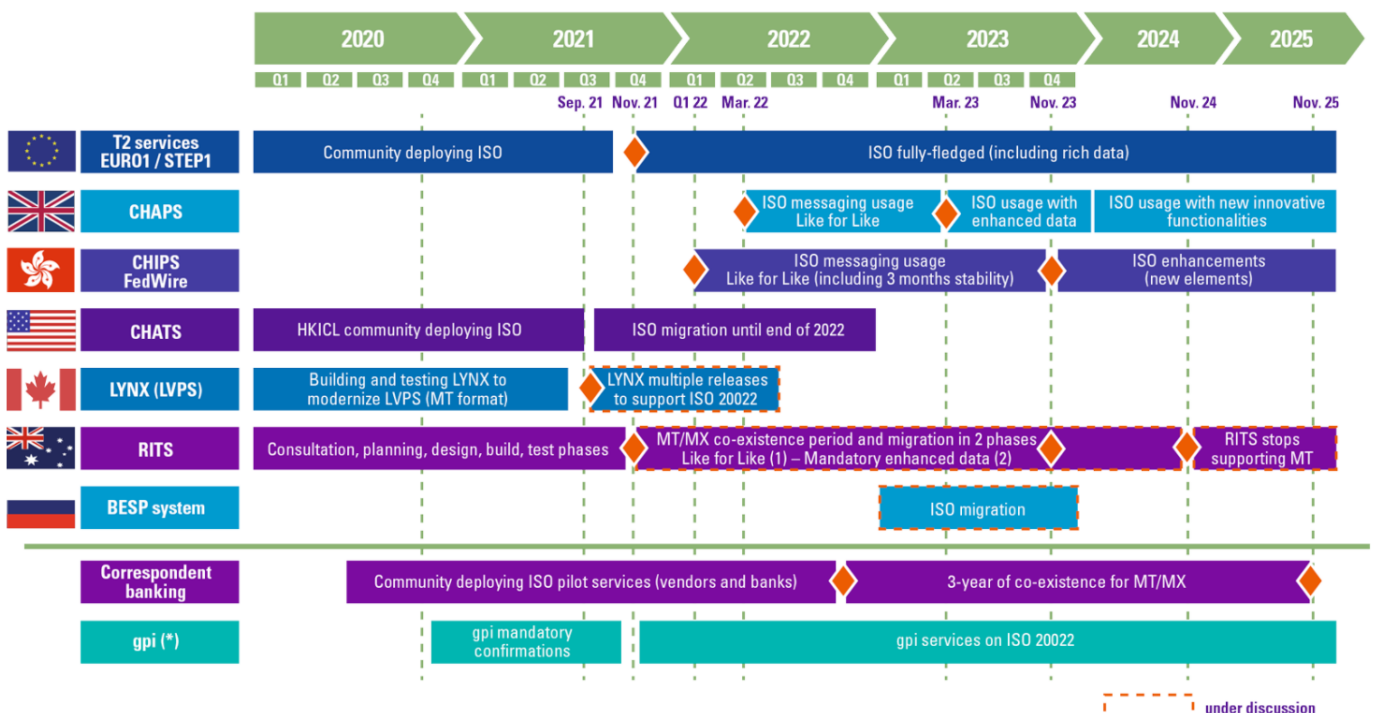 2020 2021 2022 2023 2024 2025
Q1 Q2 Q3 Q4 Q1 Q2 Q3 Q4 Q1 Q2 Q3 Q4 Q1 Q2 Q3 Q4
Sep. 21 Nov. 21 Q1 22 Mar. 22 Mar. 23 Nov. 23 Nov. 24 Nov. 25
T2 services
EURO1 / STEP1
Community deploying ISO
ISO fully-fledged (including rich data)
CHAPS
ISO messaging usage
Like for Like
ISO usage with
enhanced data
ISO usage with new innovative
functionalities
CHIPS
FedWire
ISO messaging usage
Like for Like (including 3 months stability)
ISO enhancements
(new elements)
CHATS
HKICL community deploying ISO
ISO migration until end of 2022
LYNX (LVPS)
Building and testing LYNX to
modernize LVPS (MT format)
LYNX multiple releases
to support ISO 20022
RITS
Consultation, planning, design, build, test phases
MT/MX co-existence period and migration in 2 phases
Like for Like (1) – Mandatory enhanced data (2)
RITS stops
supporting MT
BESP system
ISO migration
Correspondent
banking
Community deploying ISO pilot services (vendors and banks)
3-year of co-existence for MT/MX
gpi (*)
gpi mandatory
confirmations
gpi services on ISO 20022
under discussion